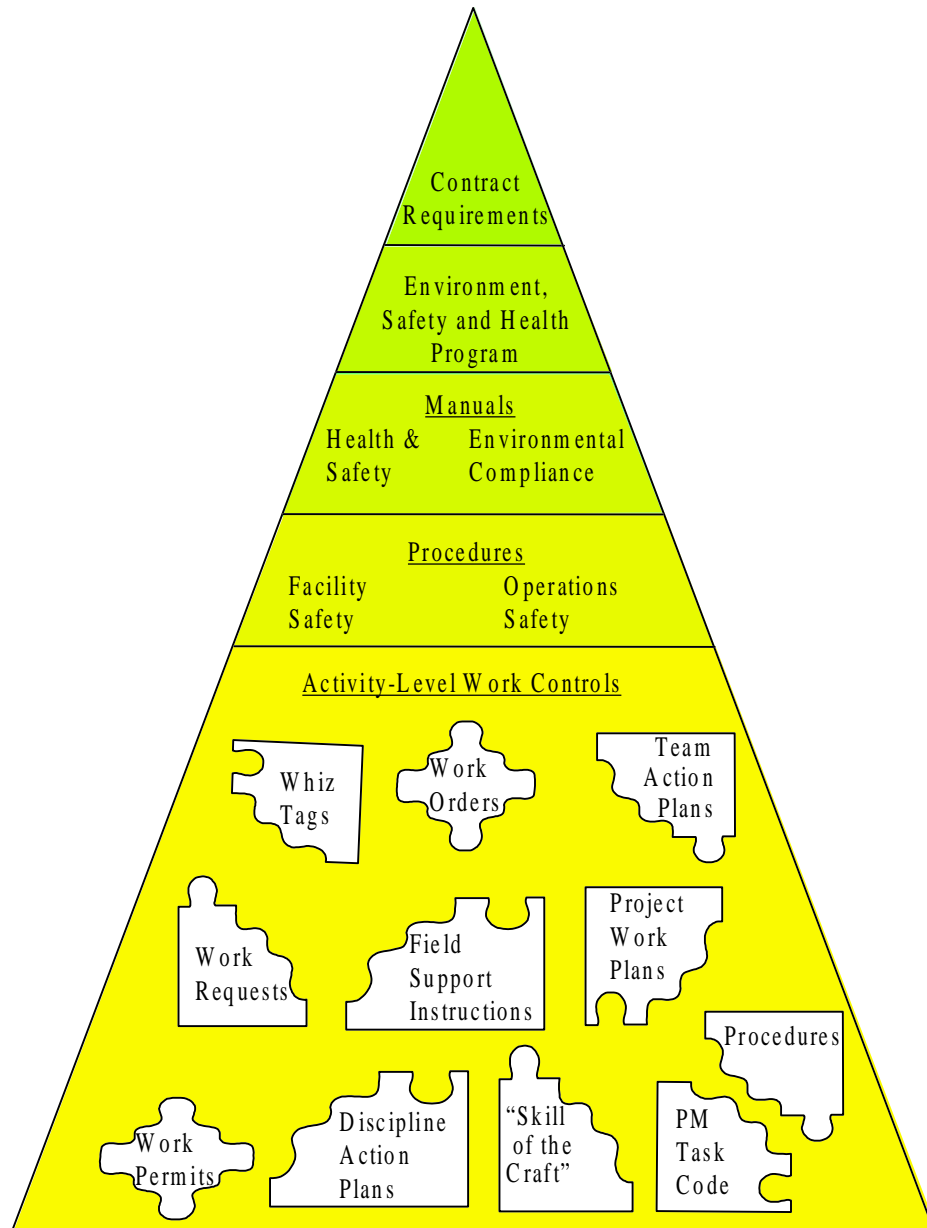 Contract
Requirements
Environment,
Safety and Health
Program
Manuals
Health &
Safety
Environmental
Compliance
Procedures
Facility
Safety
Operations
Safety
Activity-Level Work Controls
Whiz
Tags
Work
Orders
Team
Action
Plans
Work
Requests
Field
Support
Instructions
Project
Work
Plans
Procedures
Work
Permits
Discipline
Action
Plans
“Skill
of the
Craft”
PM
Task
Code